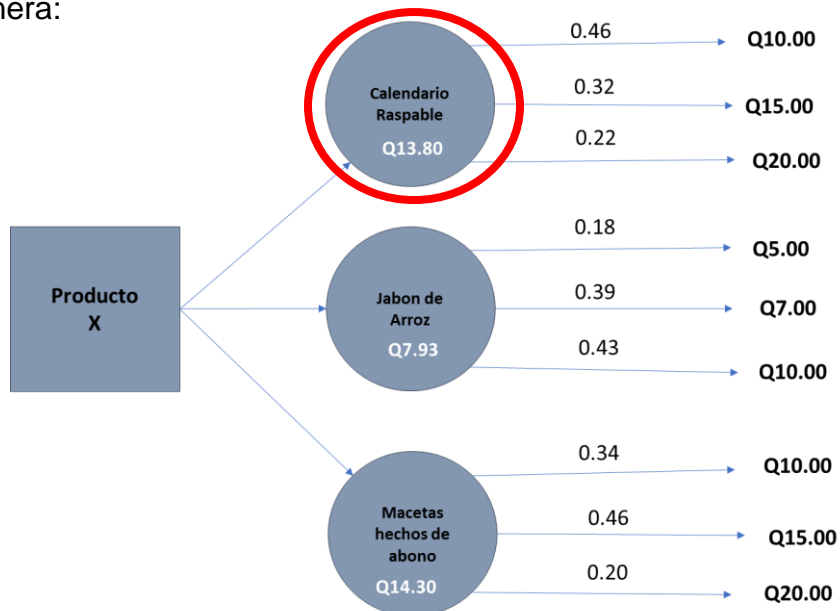 nera:
0.46
Q10.00
Calendario
Raspable
Q13.80
0.32
Q15.00
0.22
Q20.00
Producto
X
0.18
Q5.00
Jabon de
Arroz
Q7.93
0.39
Q7.00
0.43
Q10.00
0.34
Q10.00
Macetas
hechos de
abono
Q14.30
0.46
Q15.00
0.20
Q20.00